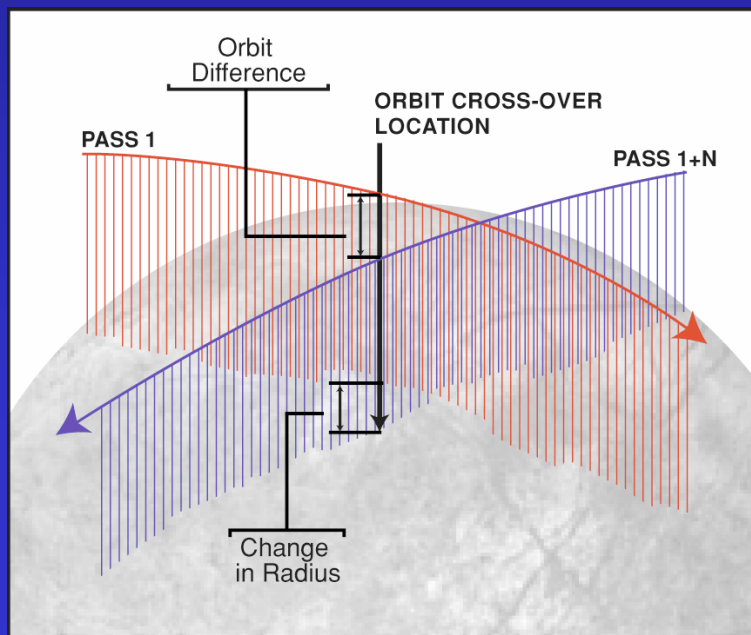 Orbit
Difference
ORBIT CROSS-OVER
LOCATION
PASS 1
PASS 1+N
Change
in Radius